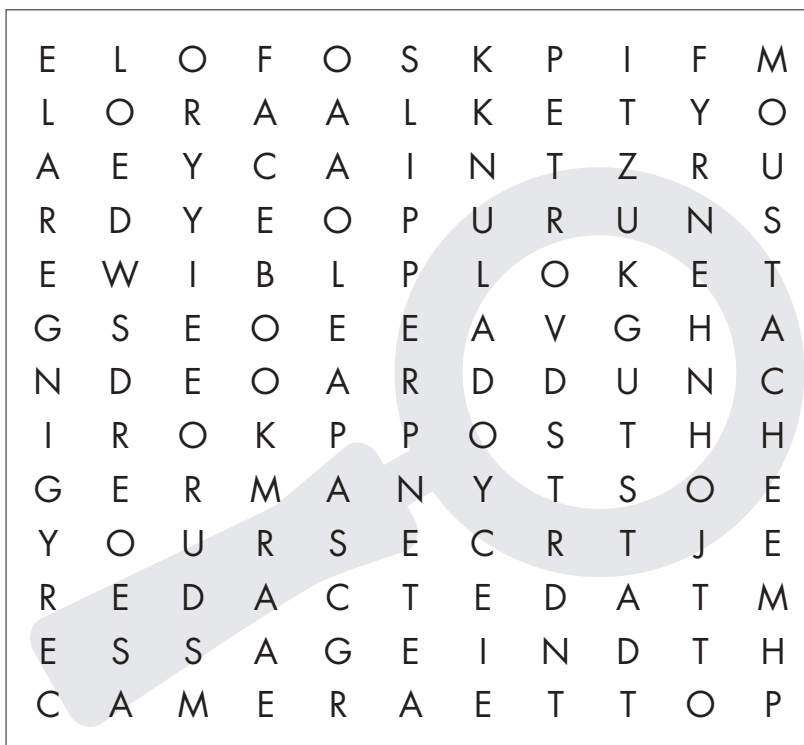 E L O F O S K P I F M
L O R A A L K E T Y O
A E Y C A I N T Z R U
R D Y E O P U R U N S
E W I B L P L O K E T
G S E O E E A V G H A
N D E O A R D D U N C
I R O K P P O S T H H
G E R M A N Y T S O E
Y O U R S E C R T J E
R E D A C T E D A T M
E S S A G E I N D T H
C A M E R A E T T O P